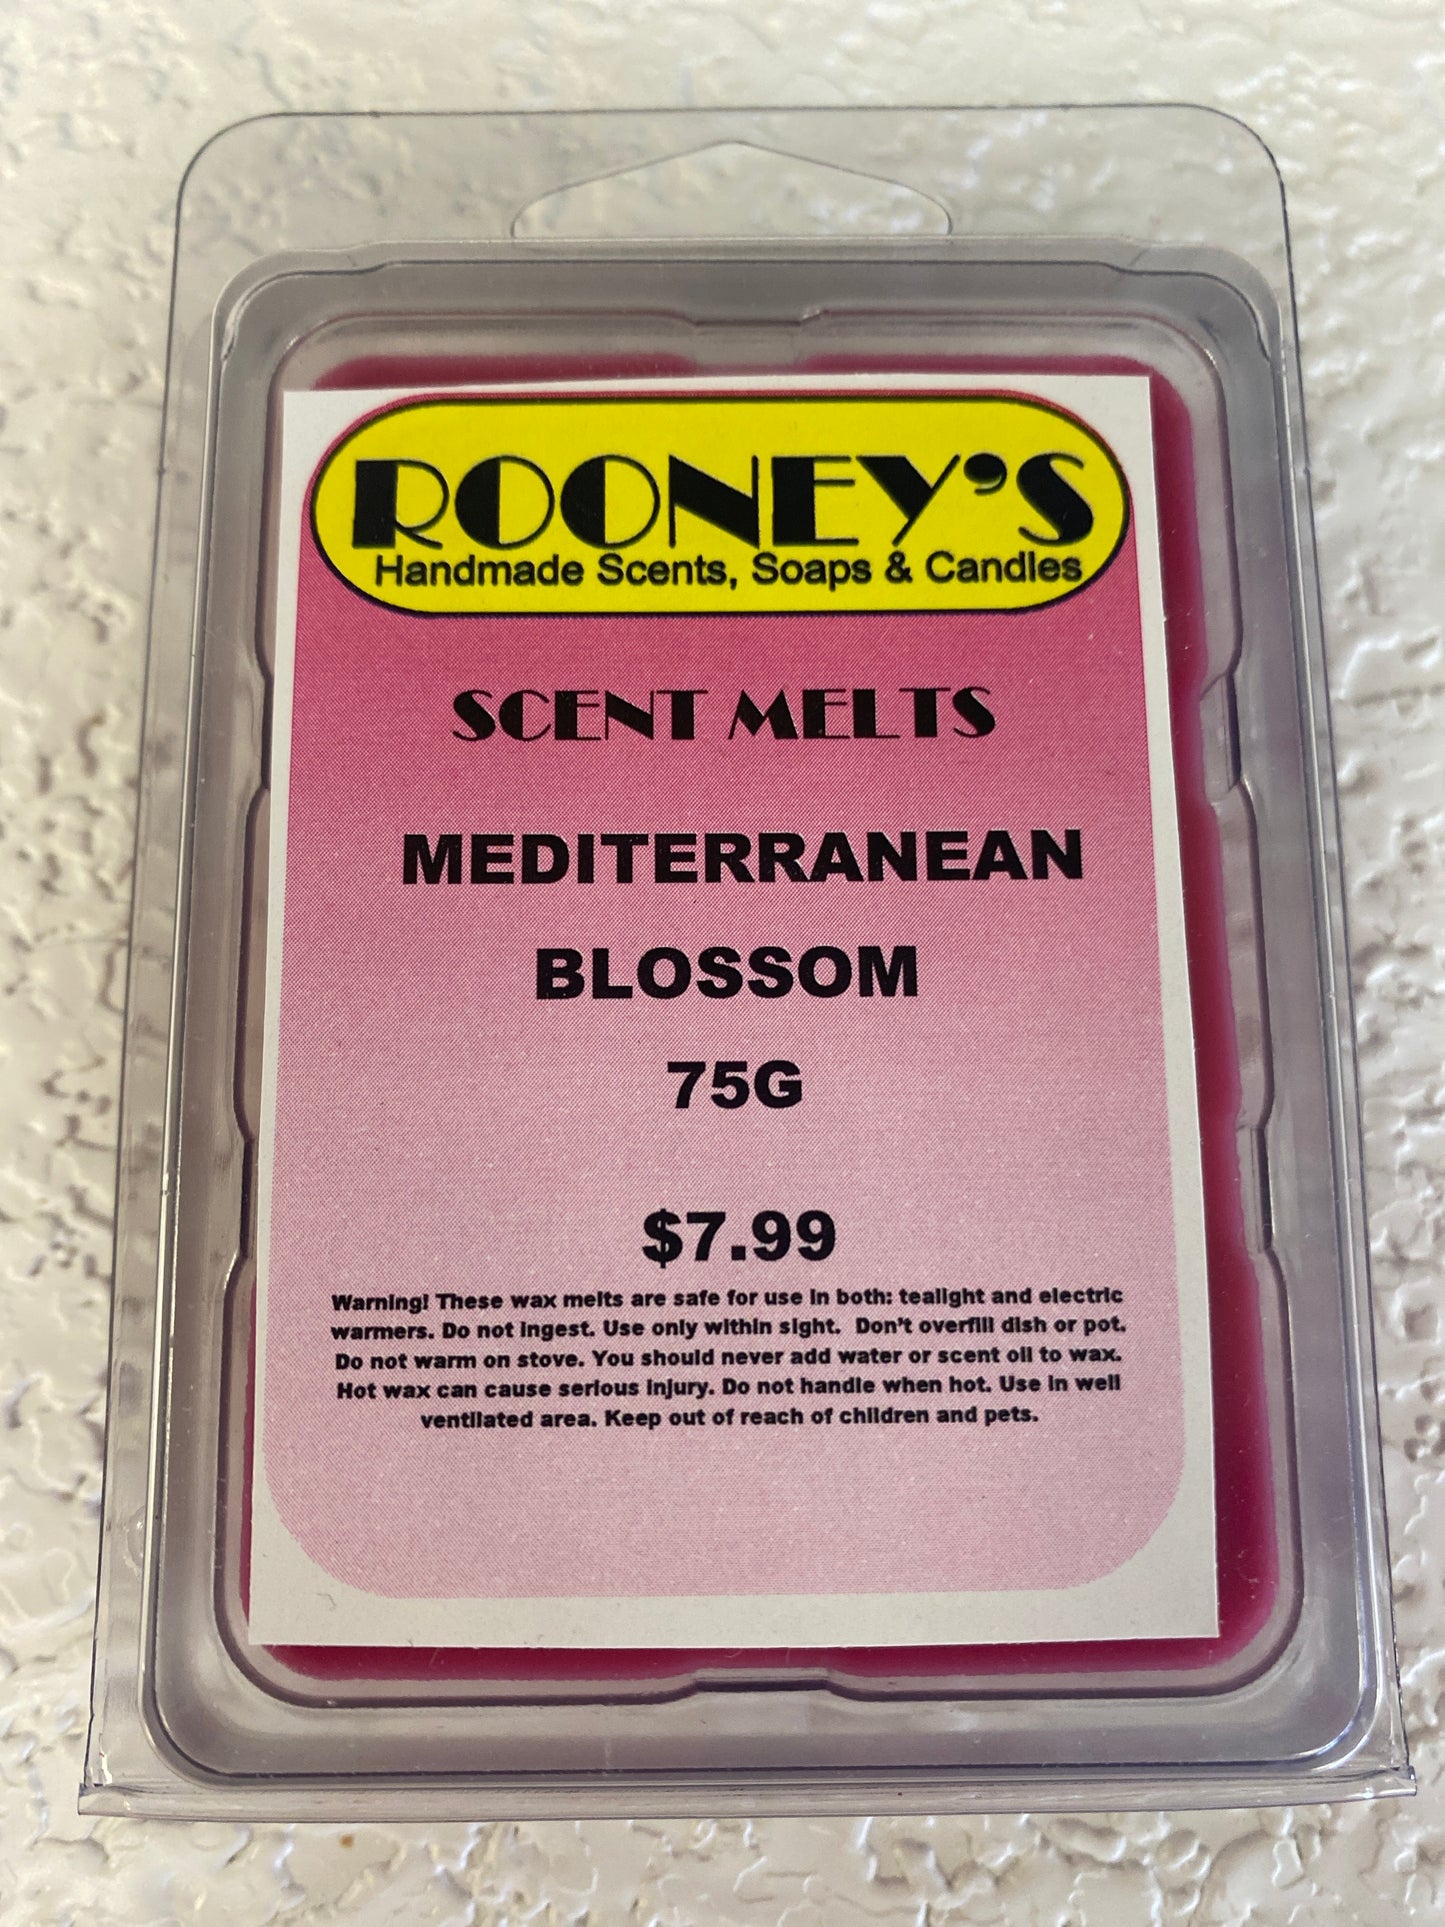 ROONEY'S
Handmade Scents, Soaps & Candles
SCENT MELTS
MEDITERRANEAN
BLOSSOM
75G
$7.99
Warning! These wax melts are safe for use in both: tealight and electric
warmers. Do not ingest. Use only within sight. Don't overfill dish or pot.
Do not warm on stove. You should never add water or scent oil to wax.
Hot wax can cause serious injury. Do not handle when hot. Use in well
ventilated area. Keep out of reach of children and pets.